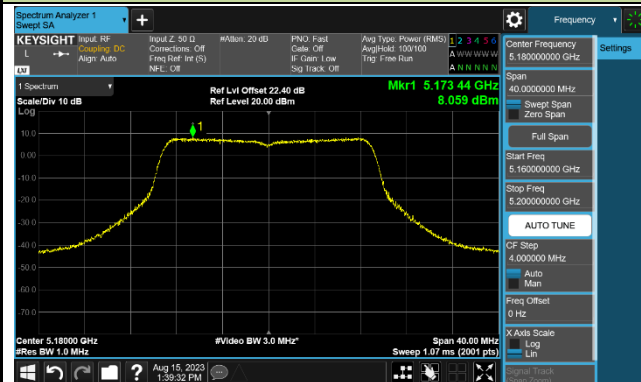 Spectrum Analyzer 1
Swept SA
+
Frequency
KEYSIGHT
L
LXI
Input: RF
Coupling: DC
Align: Auto
Input Z: 50 Ω
Corrections: Off
Freq Ref: Int (S)
NFE: Off
#Atten: 20 dB
PNO: Fast
Gate: Off
IF Gain: Low
Sig Track: Off
Avg Type: Power (RMS)
Avg|Hold: 100/100
Trig: Free Run
1 2 3 4 5 6
A W W W W W
A N N N N N
1 Spectrum
Scale/Div 10 dB
Log
Ref Lvl Offset 22.40 dB
Ref Level 20.00 dBm
Mkr1 5.173 44 GHz
8.059 dBm
1
10.0
0.00
-10.0
-20.0
-30.0
-40.0
-50.0
-60.0
-70.0
Center 5.18000 GHz
#Res BW 1.0 MHz
#Video BW 3.0 MHz*
Span 40.00 MHz
Sweep 1.07 ms (2001 pts)
Aug 15, 2023
1:39:32 PM
?
Center Frequency
5.180000000 GHz
Settings
Span
40.0000000 MHz
Swept Span
Zero Span
Full Span
Start Freq
5.160000000 GHz
Stop Freq
5.200000000 GHz
AUTO TUNE
CF Step
4.000000 MHz
Auto
Man
Freq Offset
0 Hz
X Axis Scale
Log
Lin
Signal Track
(Span Zoom)